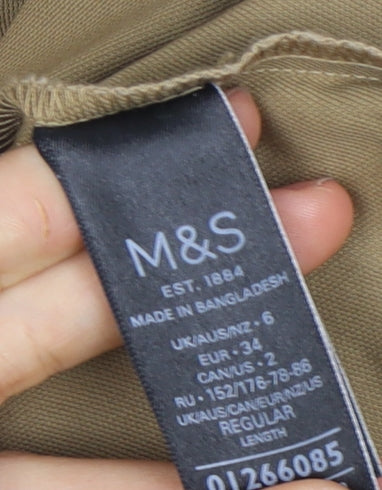 M&S
EST. 1884
MADE IN BANGLADESH
UK/AUS/NZ • 6
EUR • 34
CAN/US • 2
RU • 152/176-78-86
UK/AUS/CAN/EUR/NZ/US
REGULAR
LENGTH
01266085